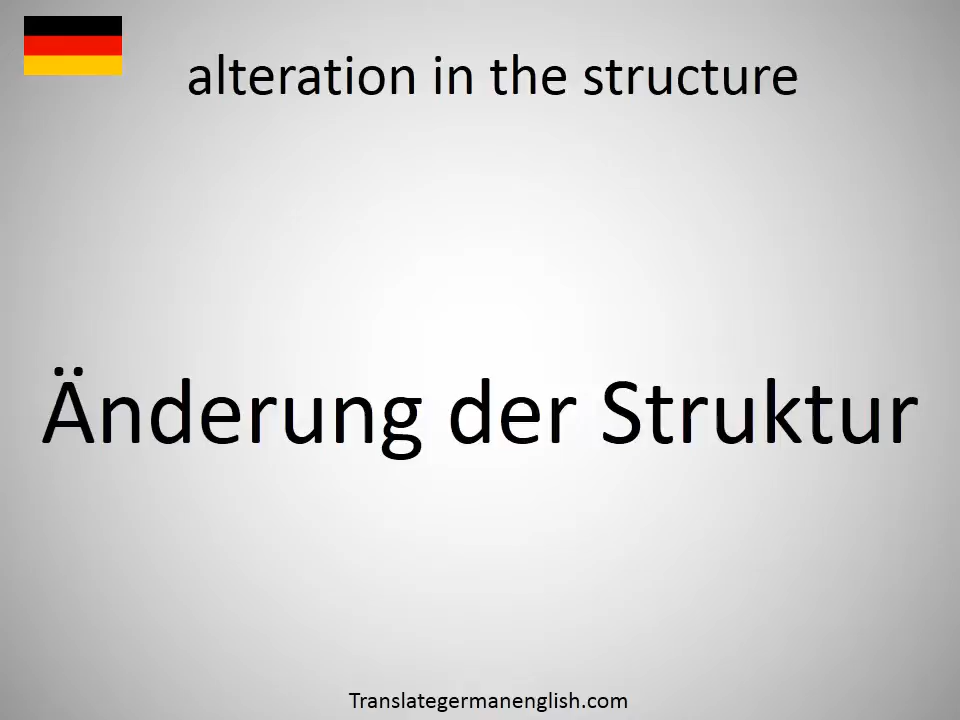 alteration in the structure
Änderung der Struktur
Translategermanenglish.com